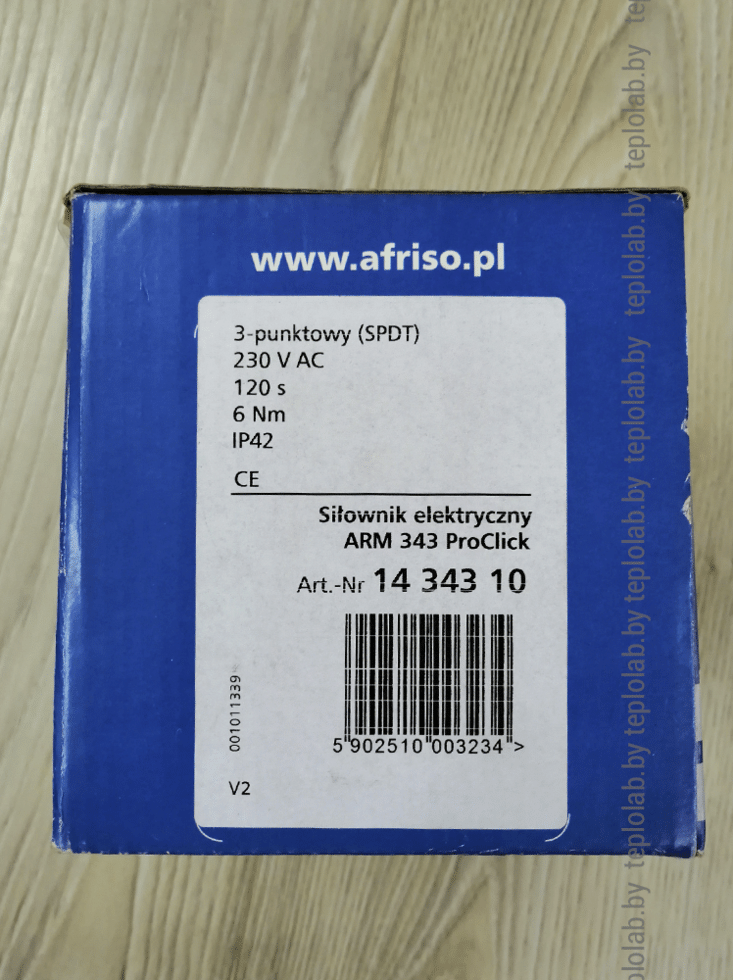 www.afriso.pl
3-punktowy (SPDT)
230 V AC
120 s
6 Nm
IP42
CE
Siłownik elektryczny
ARM 343 ProClick
Art.-Nr 14 343 10
5 902510 003234 >
001011339
V2
teplolab.by teplolab.by teplolab.by teplolab.by teplolab.by teplolab.by teplolab.by